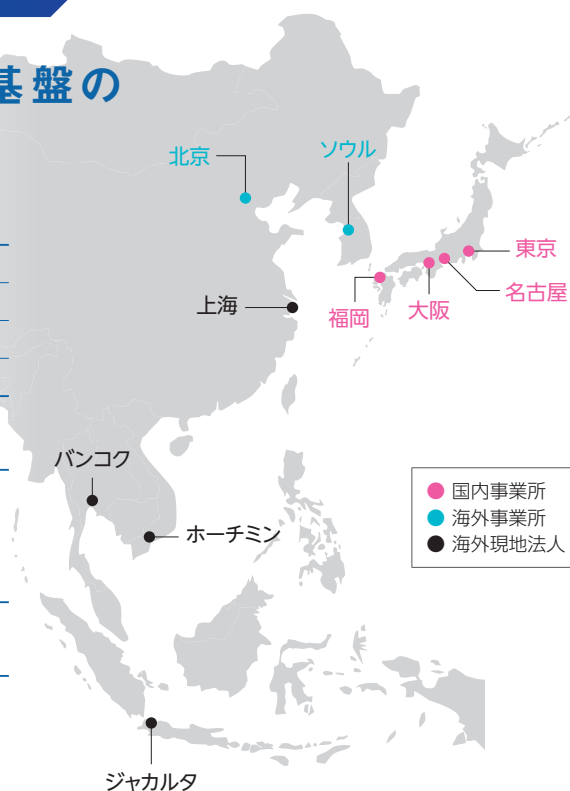 基盤の
北京
ソウル
東京
名古屋
大阪
福岡
上海
バンコク
ホーチミン
国内事業所
海外事業所
海外現地法人
ジャカルタ